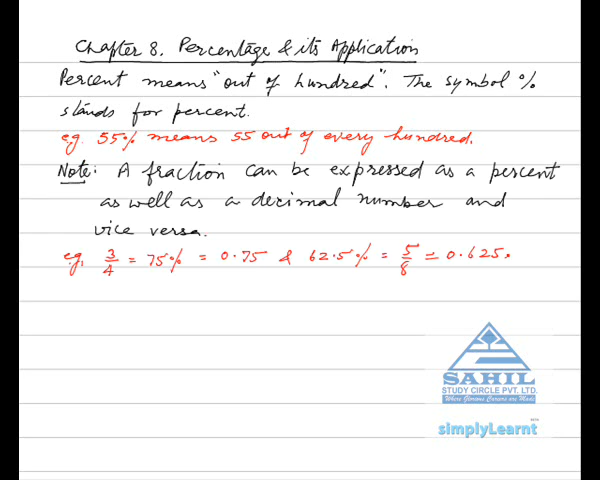 Chapter 8. Percentage & its Application
Percent means "out of hundred". The symbol %
stands for percent.
e.g. 55% means 55 out of every hundred.
Note: A fraction can be expressed as a percent
as well as a decimal number and
vice versa.
e.g. 3/4 = 75% = 0.75 & 62.5% = 5/8 = 0.625.
SAHIL
STUDY CIRCLE PVT. LTD.
Where Glorious Careers are Made
simplyLearnt